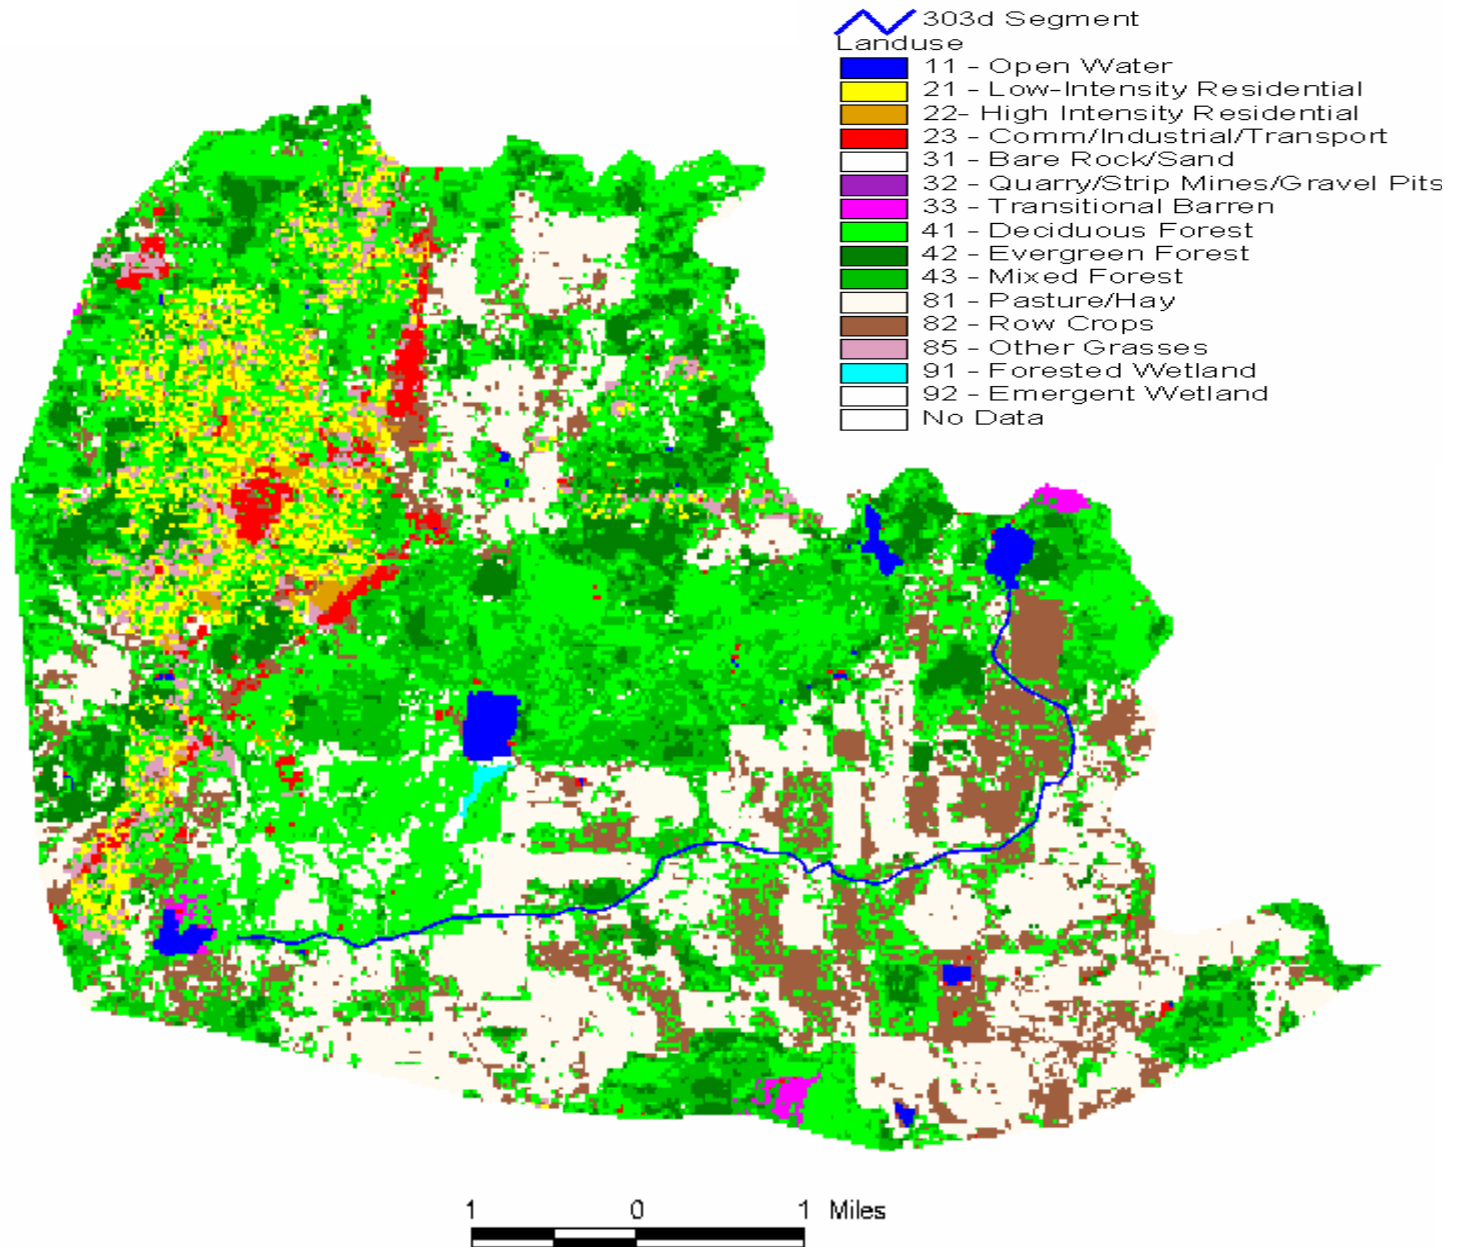 303d Segment
Landuse
11 - Open Water
21 - Low-Intensity Residential
22- High Intensity Residential
23 - Comm/Industrial/Transport
31 - Bare Rock/Sand
32 - Quarry/Strip Mines/Gravel Pits
33 - Transitional Barren
41 - Deciduous Forest
42 - Evergreen Forest
43 - Mixed Forest
81 - Pasture/Hay
82 - Row Crops
85 - Other Grasses
91 - Forested Wetland
92 - Emergent Wetland
No Data
1 0 1 Miles